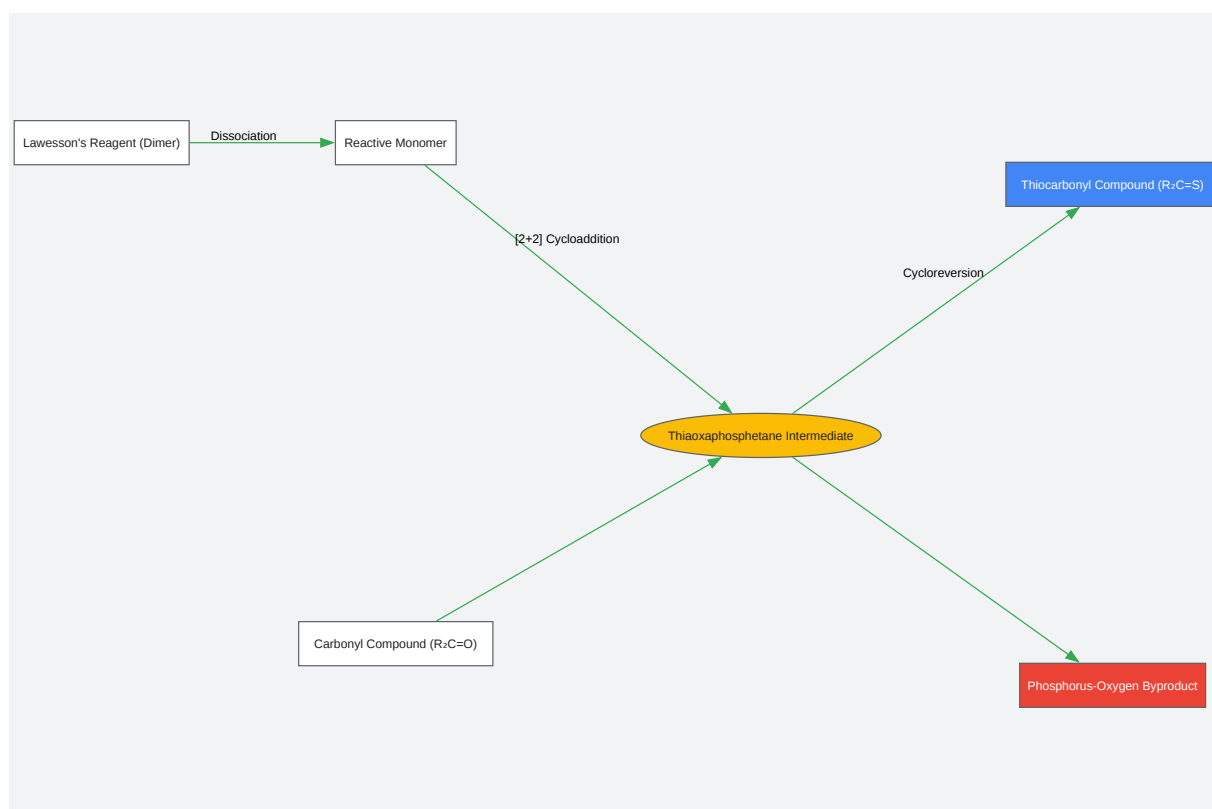 Lawesson's Reagent (Dimer)
Dissociation
Reactive Monomer
Thiocarbonyl Compound (R₂C=S)
[2+2] Cycloaddition
Cycloreversion
Thiaoxaphosphetane Intermediate
Carbonyl Compound (R₂C=O)
Phosphorus-Oxygen Byproduct